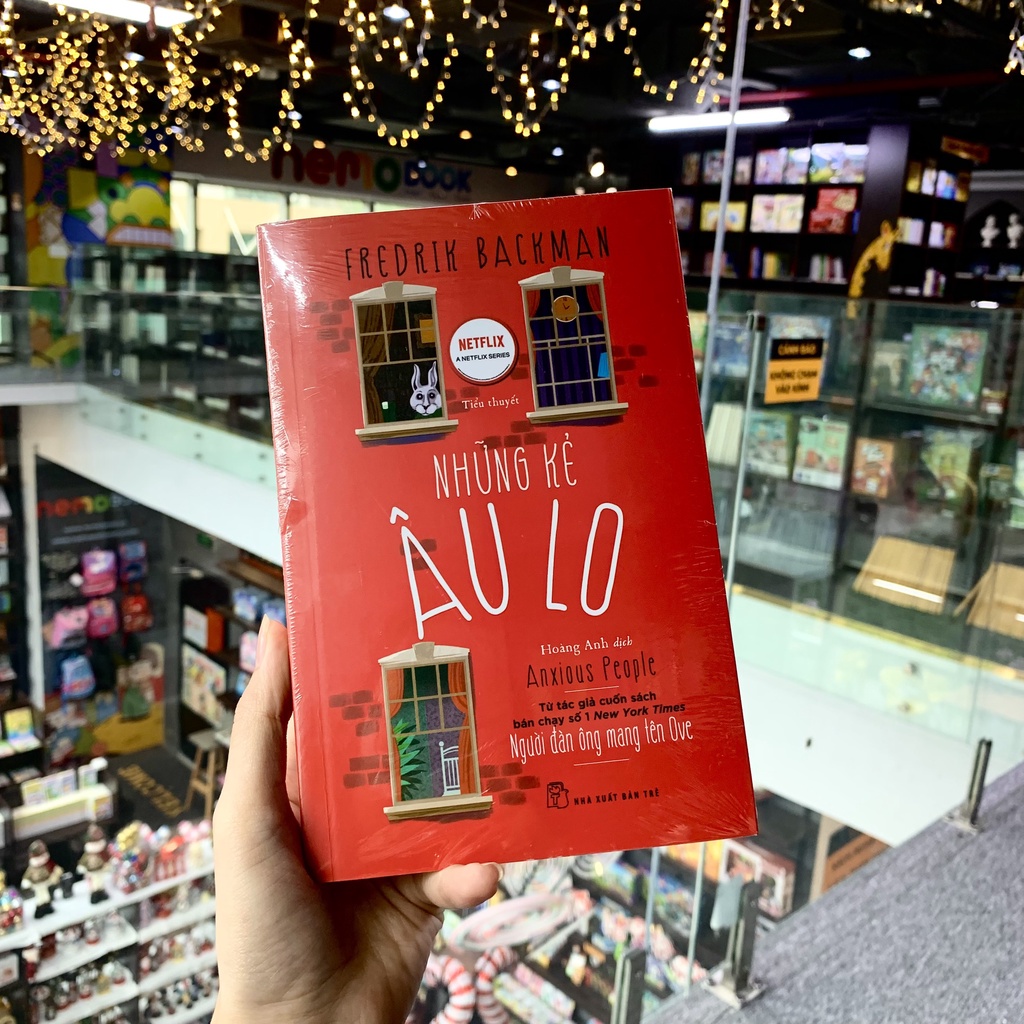 nemo BOOK
FREDRIK BACKMAN
NETFLIX
A NETFLIX SERIES
Tiểu thuyết
NHỮNG KẺ
ÂU LO
Hoàng Anh dịch
Anxious People
Từ tác giả cuốn sách
bán chạy số 1 New York Times
Người đàn ông mang tên Ove
NHÀ XUẤT BẢN TRẺ
CẢNH BÁO
KHÔNG CHẠM
VÀO KÍNH
nemo